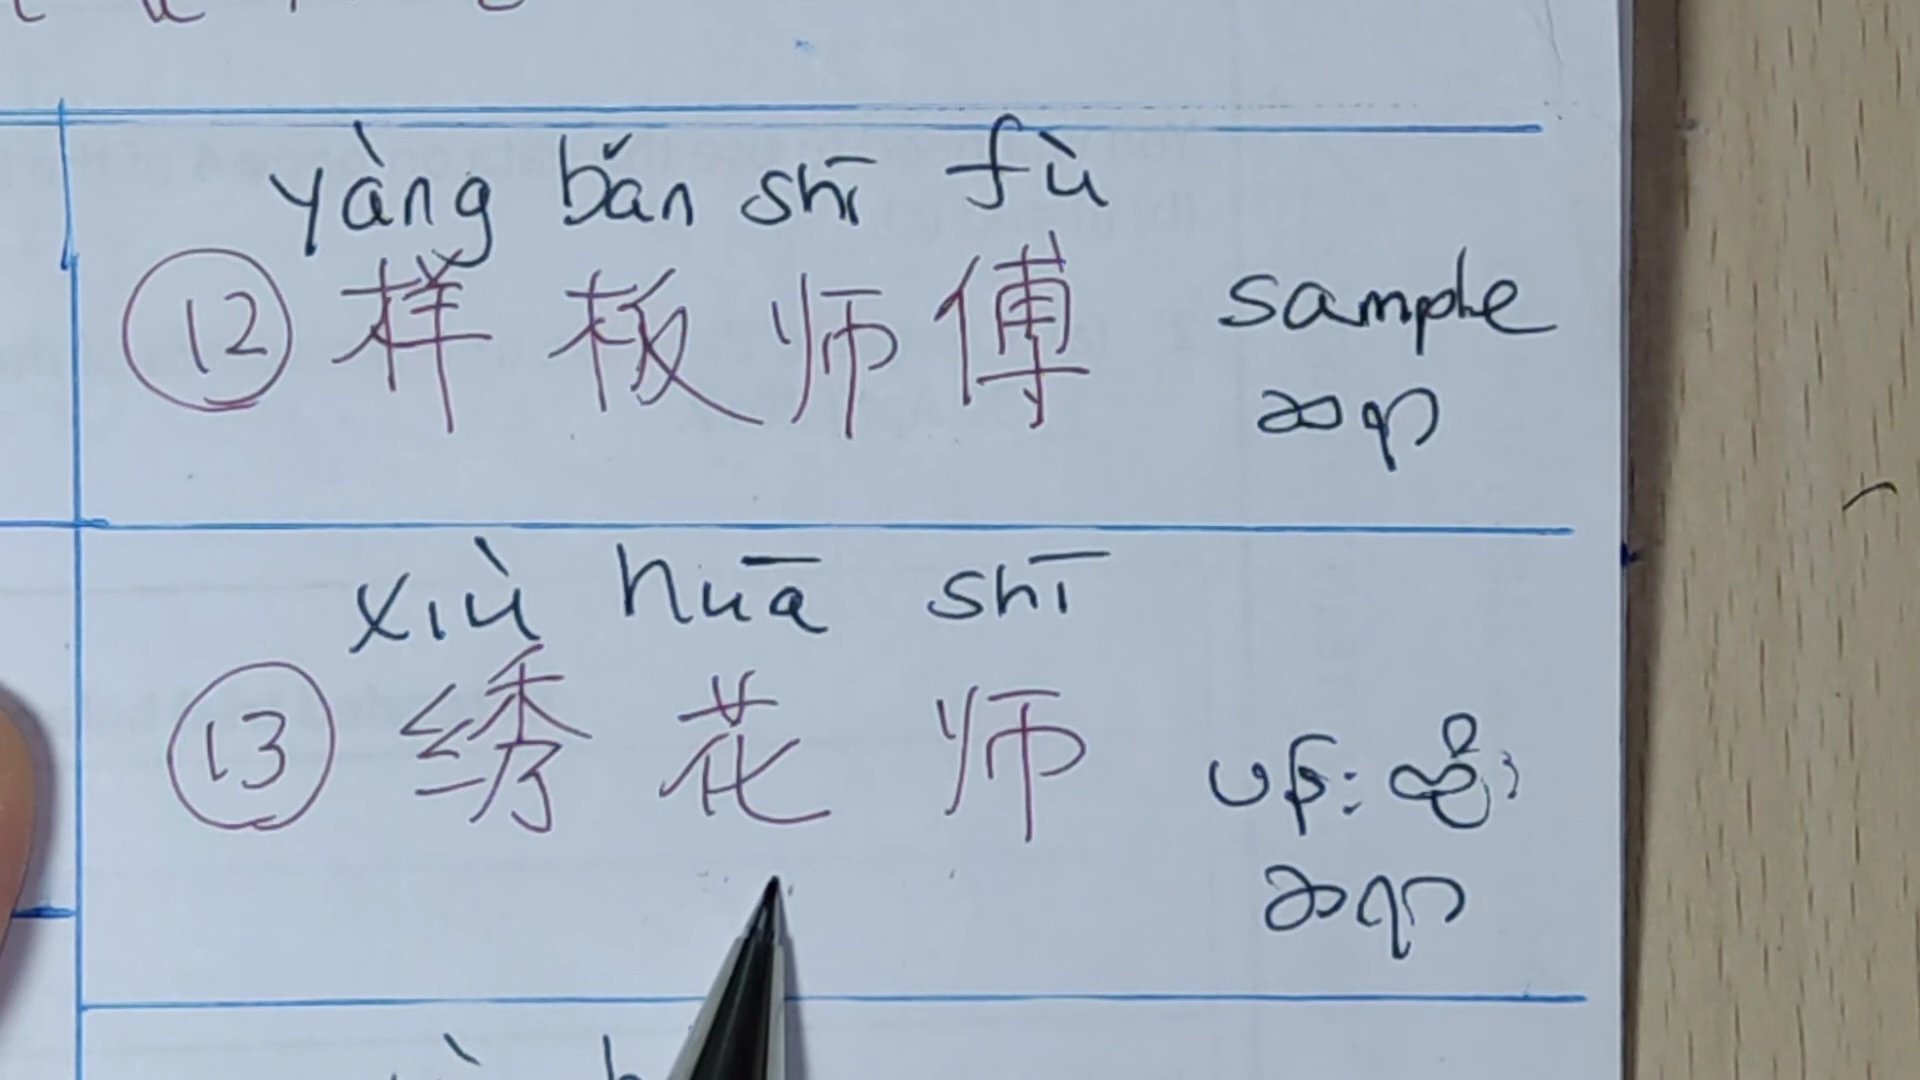 yàng bǎn shī fù
⑫ 样板师傅 sample
ဆရာ
xiù huā shī
⑬ 绣花师 ပန်းထိုး
ဆရာ